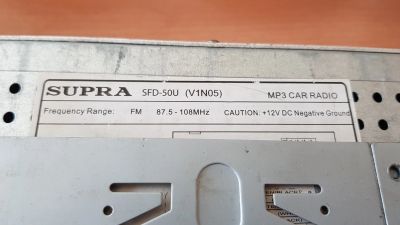 SUPRA SFD-50U (V1N05) MP3 CAR RADIO
Frequency Range: FM 87.5 - 108MHz CAUTION: +12V DC Negative Ground